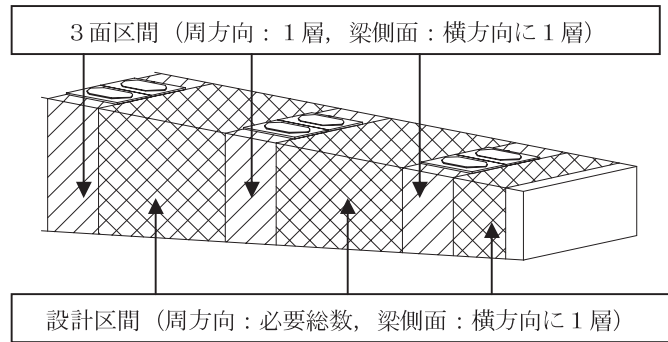 ３面区間（周方向：１層，梁側面：横方向に１層）
設計区間（周方向：必要総数，梁側面：横方向に１層）